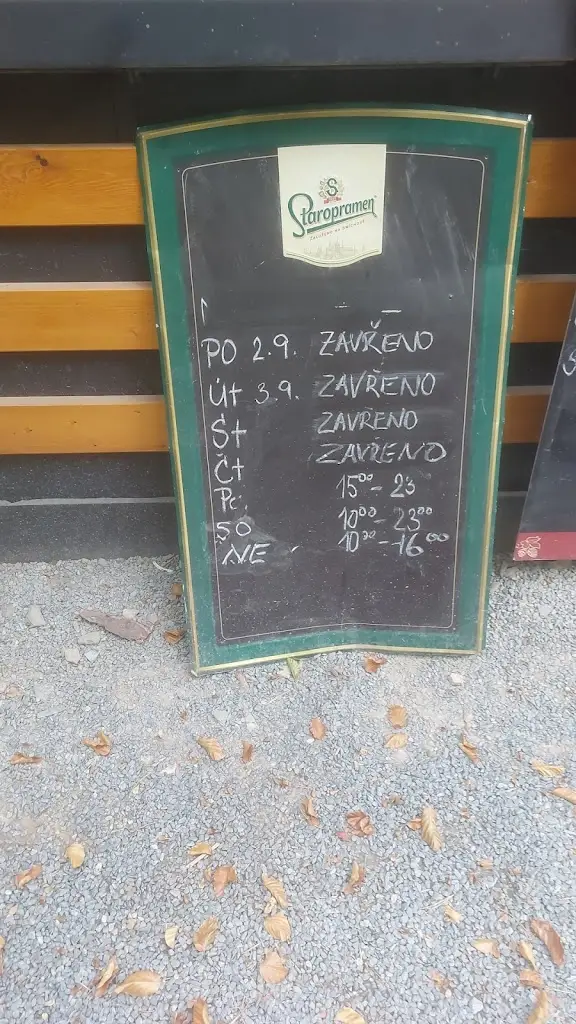 Staropramen
PO 2.9. ZAVŘENO
Út 3.9. ZAVŘENO
St ZAVŘENO
Čt ZAVŘENO
15⁰⁰ - 23
SO 10⁰⁰ - 23⁰⁰
NE 10⁰⁰ - 16⁰⁰